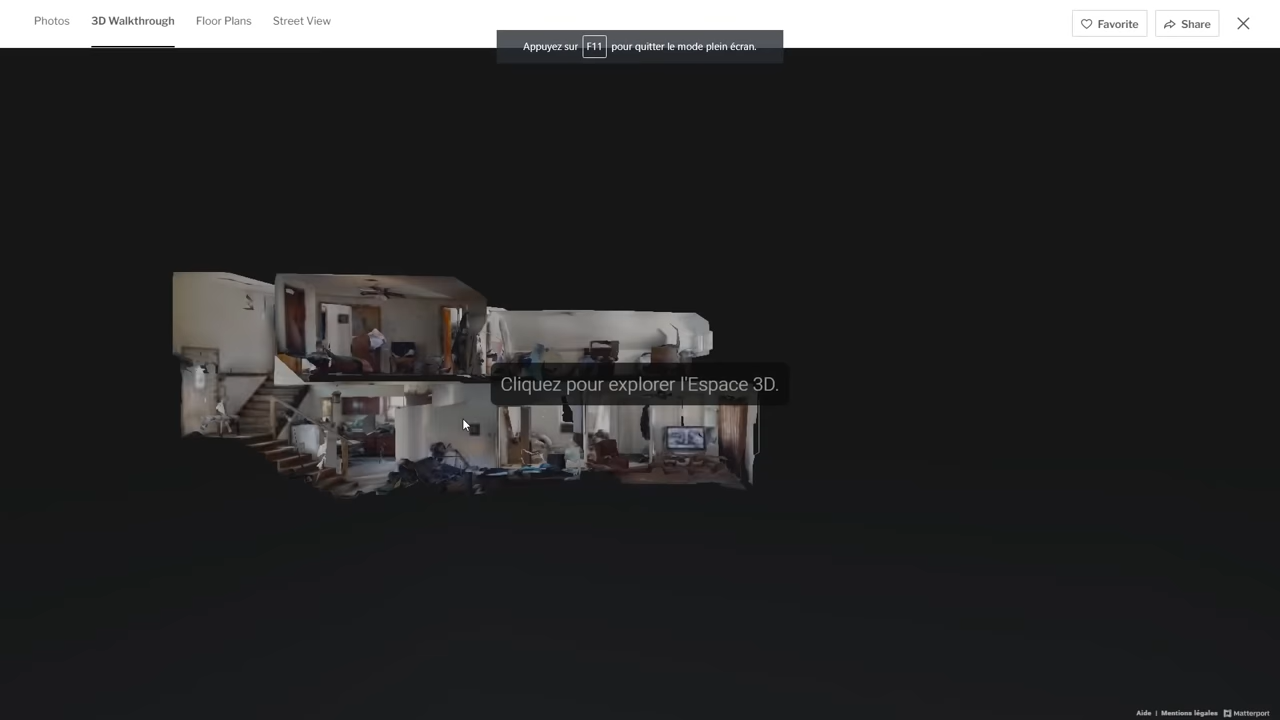 Photos
3D Walkthrough
Floor Plans
Street View
Favorite
Share
Appuyez sur F11 pour quitter le mode plein écran.
Cliquez pour explorer l'Espace 3D.
Aide | Mentions légales Matterport